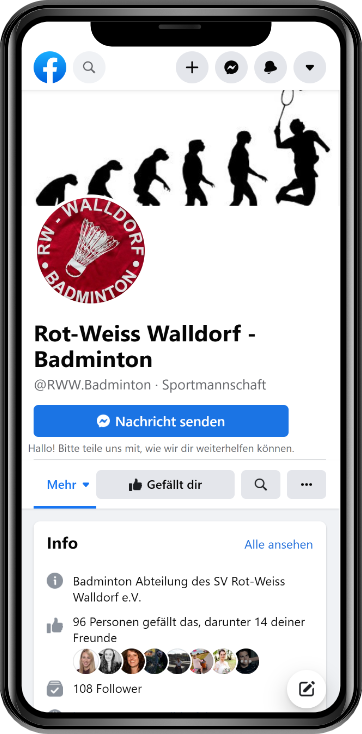 RW - WALLDORF
• BADMINTON •
Rot-Weiss Walldorf -
Badminton
@RWW.Badminton · Sportmannschaft
Nachricht senden
Hallo! Bitte teile uns mit, wie wir dir weiterhelfen können.
Mehr
Gefällt dir
Info
Alle ansehen
Badminton Abteilung des SV Rot-Weiss
Walldorf e.V.
96 Personen gefällt das, darunter 14 deiner
Freunde
108 Follower